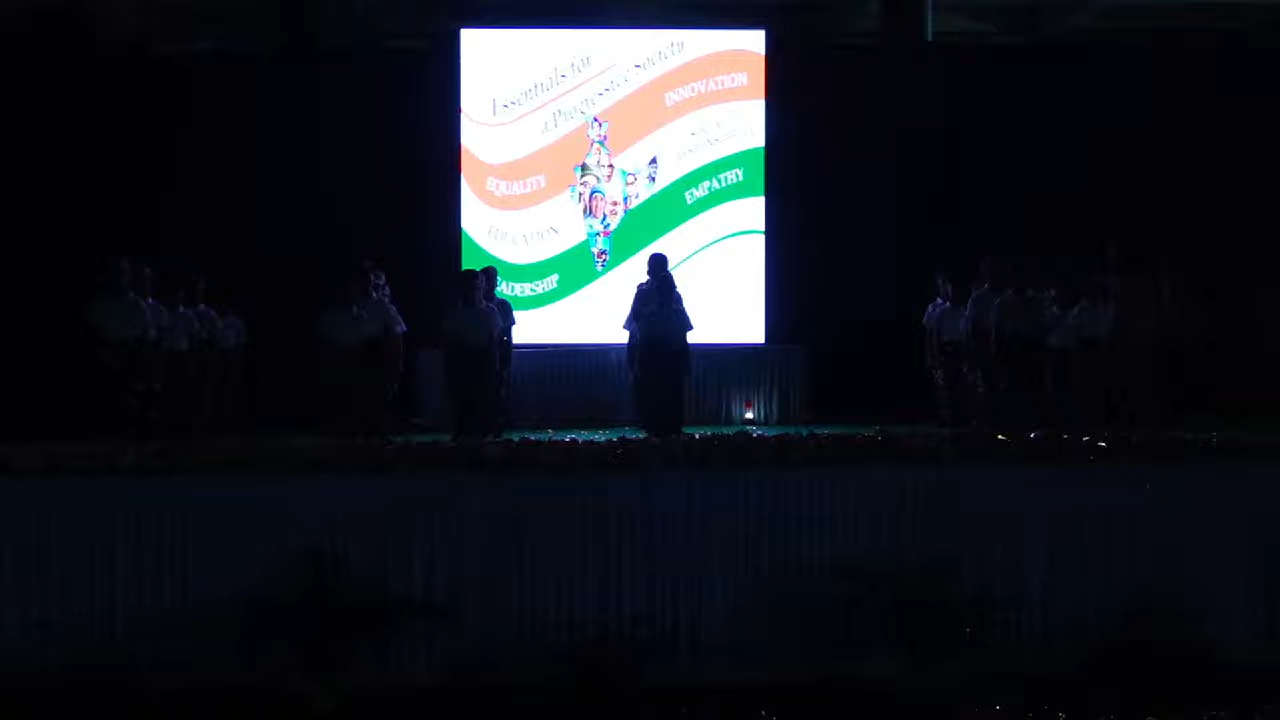 Essentials for
a Progressive Society
INNOVATION
EQUALITY
EMPATHY
EDUCATION
LEADERSHIP